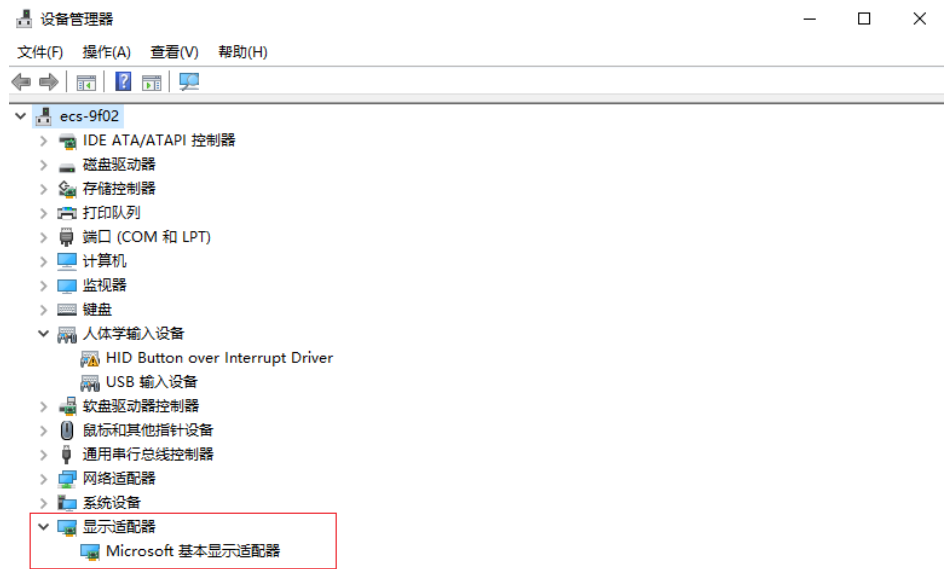 设备管理器
文件(F) 操作(A) 查看(V) 帮助(H)
ecs-9f02
IDE ATA/ATAPI 控制器
磁盘驱动器
存储控制器
打印队列
端口 (COM 和 LPT)
计算机
监视器
键盘
人体学输入设备
HID Button over Interrupt Driver
USB 输入设备
软盘驱动器控制器
鼠标和其他指针设备
通用串行总线控制器
网络适配器
系统设备
显示适配器
Microsoft 基本显示适配器